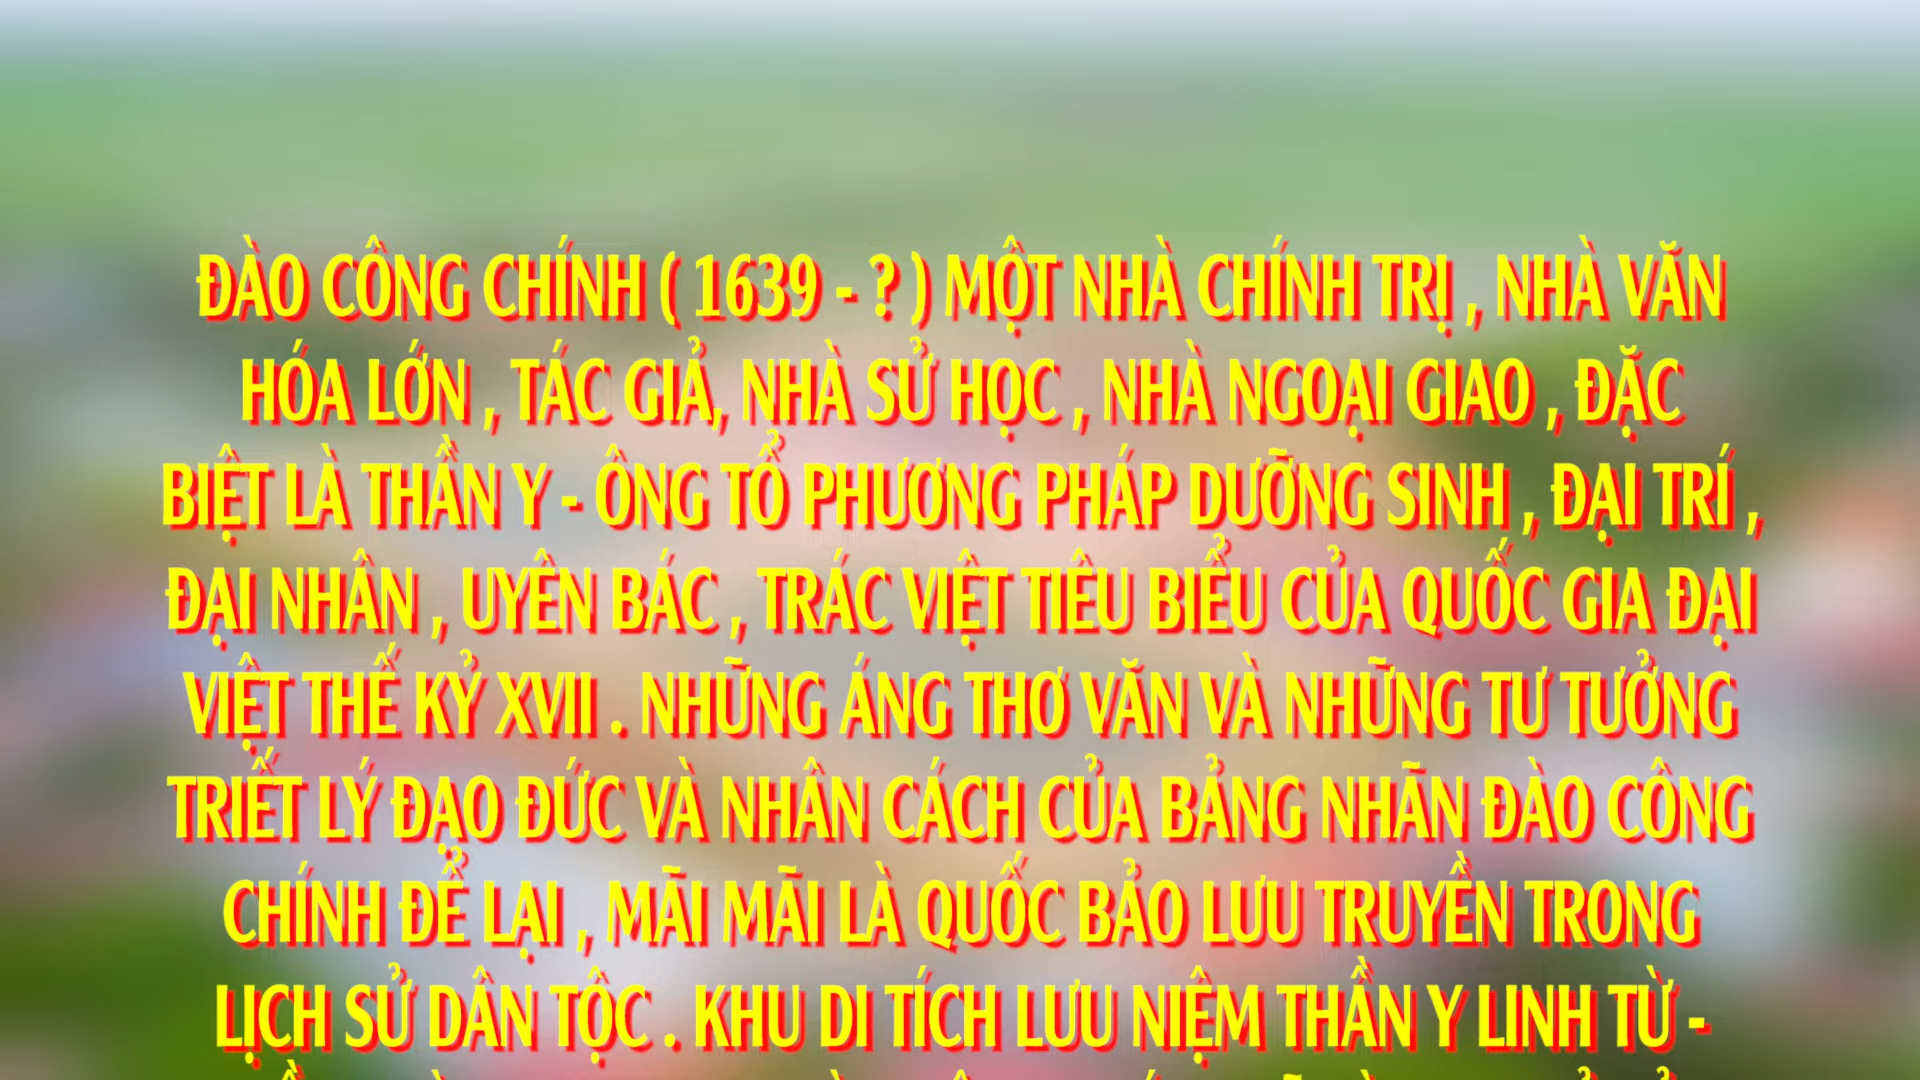 ĐÀO CÔNG CHÍNH ( 1639 - ? ) MỘT NHÀ CHÍNH TRỊ , NHÀ VĂN
HÓA LỚN , TÁC GIẢ, NHÀ SỬ HỌC , NHÀ NGOẠI GIAO , ĐẶC
BIỆT LÀ THẦN Y - ÔNG TỔ PHƯƠNG PHÁP DƯỠNG SINH , ĐẠI TRÍ ,
ĐẠI NHÂN , UYÊN BÁC , TRÁC VIỆT TIÊU BIỂU CỦA QUỐC GIA ĐẠI
VIỆT THẾ KỶ XVII . NHỮNG ÁNG THƠ VĂN VÀ NHỮNG TƯ TƯỞNG
TRIẾT LÝ ĐẠO ĐỨC VÀ NHÂN CÁCH CỦA BẢNG NHÃN ĐÀO CÔNG
CHÍNH ĐỂ LẠI , MÃI MÃI LÀ QUỐC BẢO LƯU TRUYỀN TRONG
LỊCH SỬ DÂN TỘC . KHU DI TÍCH LƯU NIỆM THẦN Y LINH TỪ -